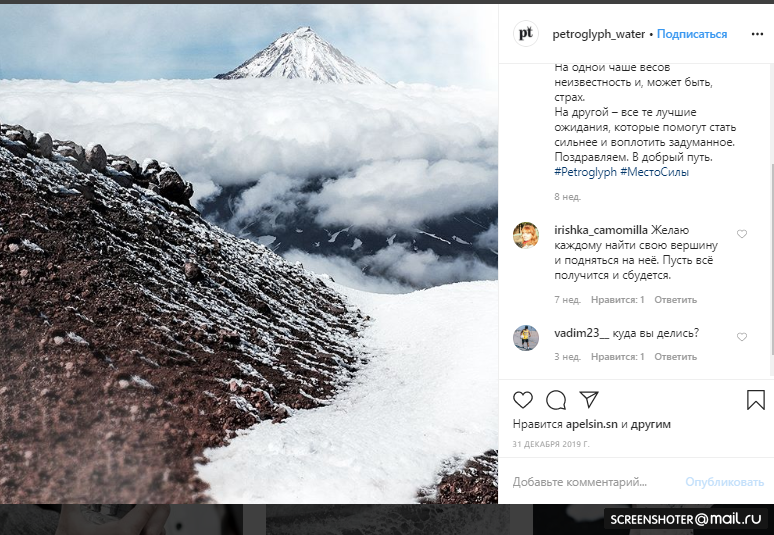 pt
petroglyph_water • Подписаться
На одной чаше весов
неизвестность и, может быть,
страх.
На другой – все те лучшие
ожидания, которые помогут стать
сильнее и воплотить задуманное.
Поздравляем. В добрый путь.
#Petroglyph #МестоСилы
8 нед.
irishka_camomilla Желаю
каждому найти свою вершину
и подняться на неё. Пусть всё
получится и сбудется.
7 нед. Нравится: 1 Ответить
vadim23__ куда вы делись?
3 нед. Нравится: 1 Ответить
Нравится apelsin.sn и другим
31 ДЕКАБРЯ 2019 Г.
Добавьте комментарий... Опубликовать
SCREENSHOTER@mail.ru